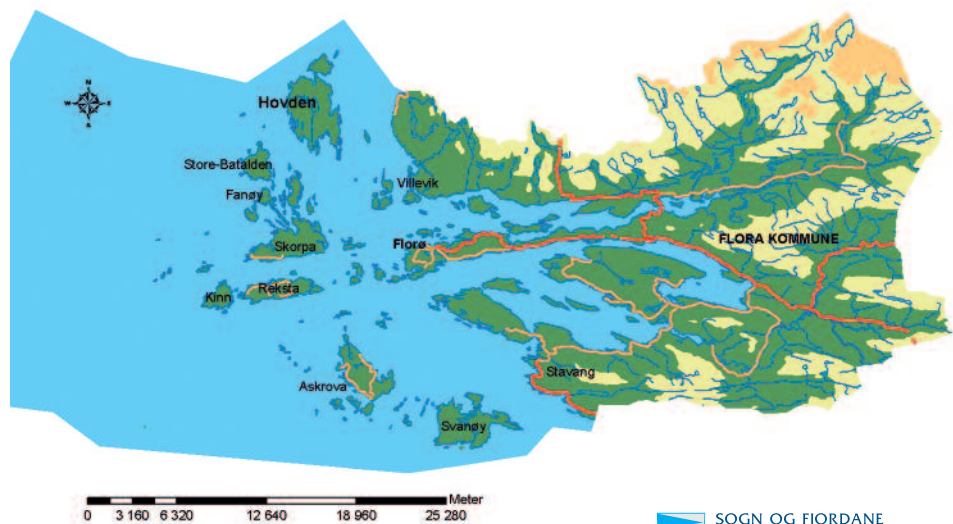 N
W E
S
Hovden
Store-Batalden
Villevik
Fanøy
Skorpa
Florø
FLORA KOMMUNE
Kinn
Reksta
Askrova
Stavang
Svanøy
Meter
0 3 160 6 320 12 640 18 960 25 280
SOGN OG FJORDANE